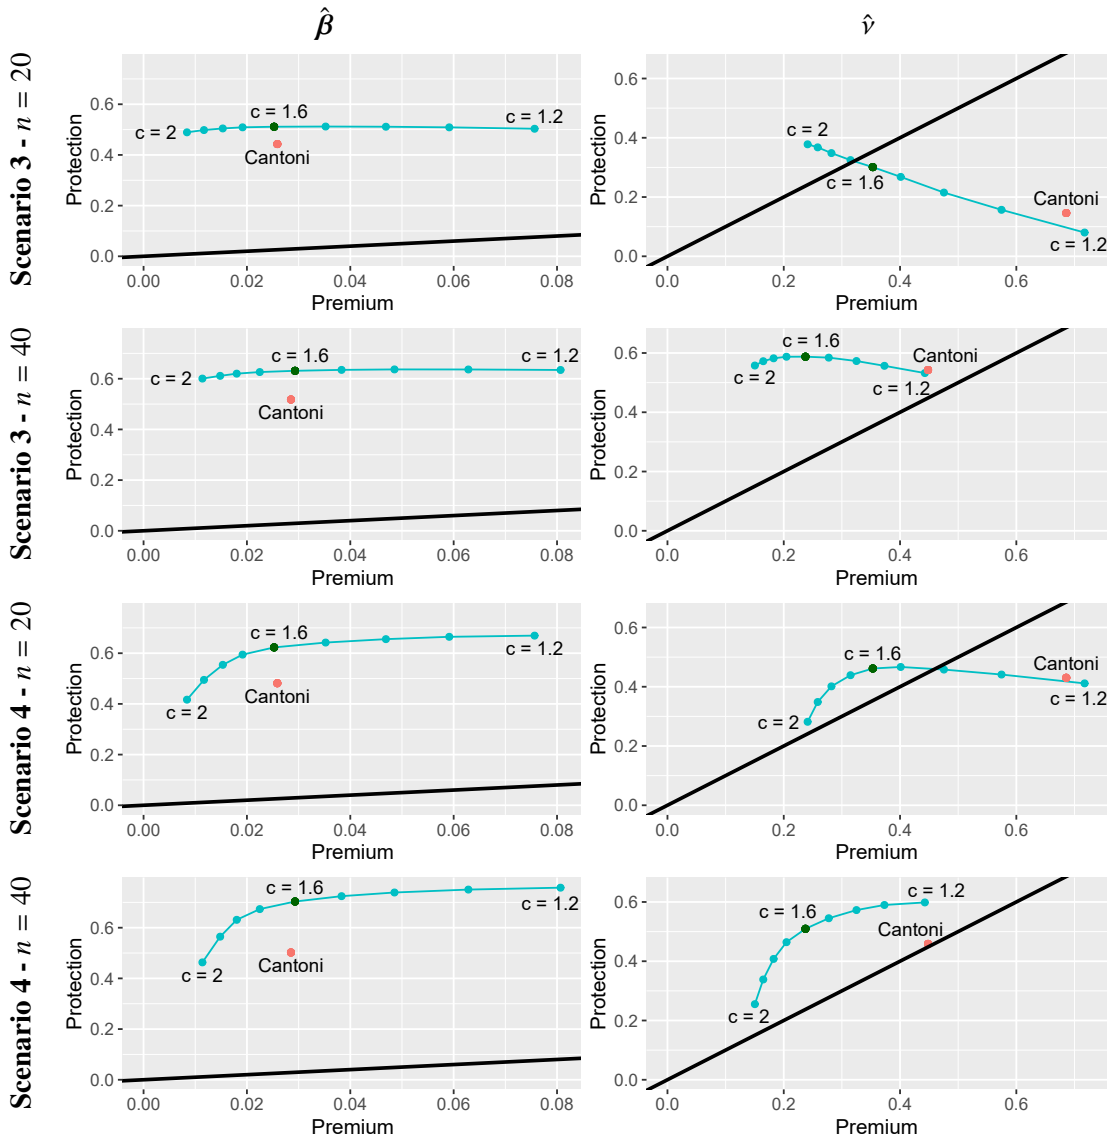 β̂ ν̂
Scenario 3 - n = 20
Protection
0.6
0.4
0.2
0.0
c = 2
c = 1.6
c = 1.2
Cantoni
0.00 0.02 0.04 0.06 0.08
Premium
Protection
0.6
0.4
0.2
0.0
c = 2
c = 1.6
Cantoni
c = 1.2
0.0 0.2 0.4 0.6
Premium
Scenario 3 - n = 40
Protection
0.6
0.4
0.2
0.0
c = 2
c = 1.6
c = 1.2
Cantoni
0.00 0.02 0.04 0.06 0.08
Premium
Protection
0.6
0.4
0.2
0.0
c = 1.6
Cantoni
c = 2
c = 1.2
0.0 0.2 0.4 0.6
Premium
Scenario 4 - n = 20
Protection
0.6
0.4
0.2
0.0
c = 1.6
c = 1.2
Cantoni
c = 2
0.00 0.02 0.04 0.06 0.08
Premium
Protection
0.6
0.4
0.2
0.0
c = 1.6
Cantoni
c = 1.2
c = 2
0.0 0.2 0.4 0.6
Premium
Scenario 4 - n = 40
Protection
0.6
0.4
0.2
0.0
c = 1.6
c = 1.2
Cantoni
c = 2
0.00 0.02 0.04 0.06 0.08
Premium
Protection
0.6
0.4
0.2
0.0
c = 1.2
c = 1.6
Cantoni
c = 2
0.0 0.2 0.4 0.6
Premium